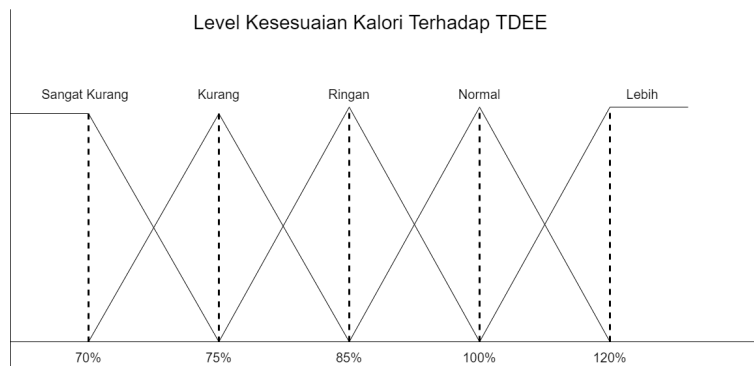 Level Kesesuaian Kalori Terhadap TDEE
Sangat Kurang Kurang Ringan Normal Lebih
70% 75% 85% 100% 120%